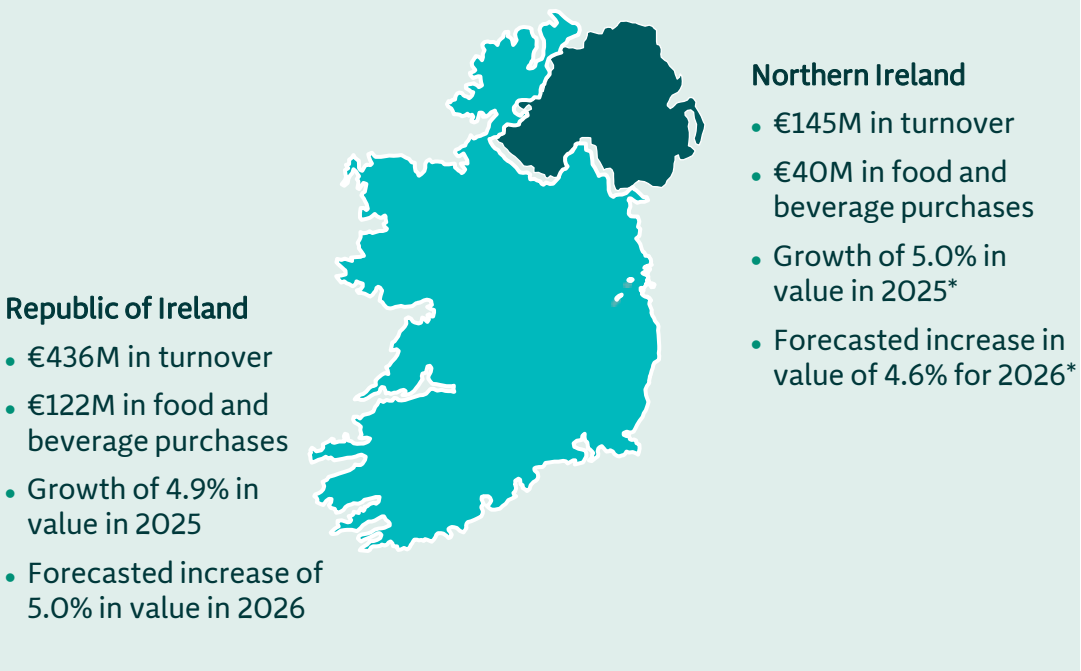 Northern Ireland
• €145M in turnover
• €40M in food and
beverage purchases
• Growth of 5.0% in
value in 2025*
• Forecasted increase in
value of 4.6% for 2026*
Republic of Ireland
• €436M in turnover
• €122M in food and
beverage purchases
• Growth of 4.9% in
value in 2025
• Forecasted increase of
5.0% in value in 2026